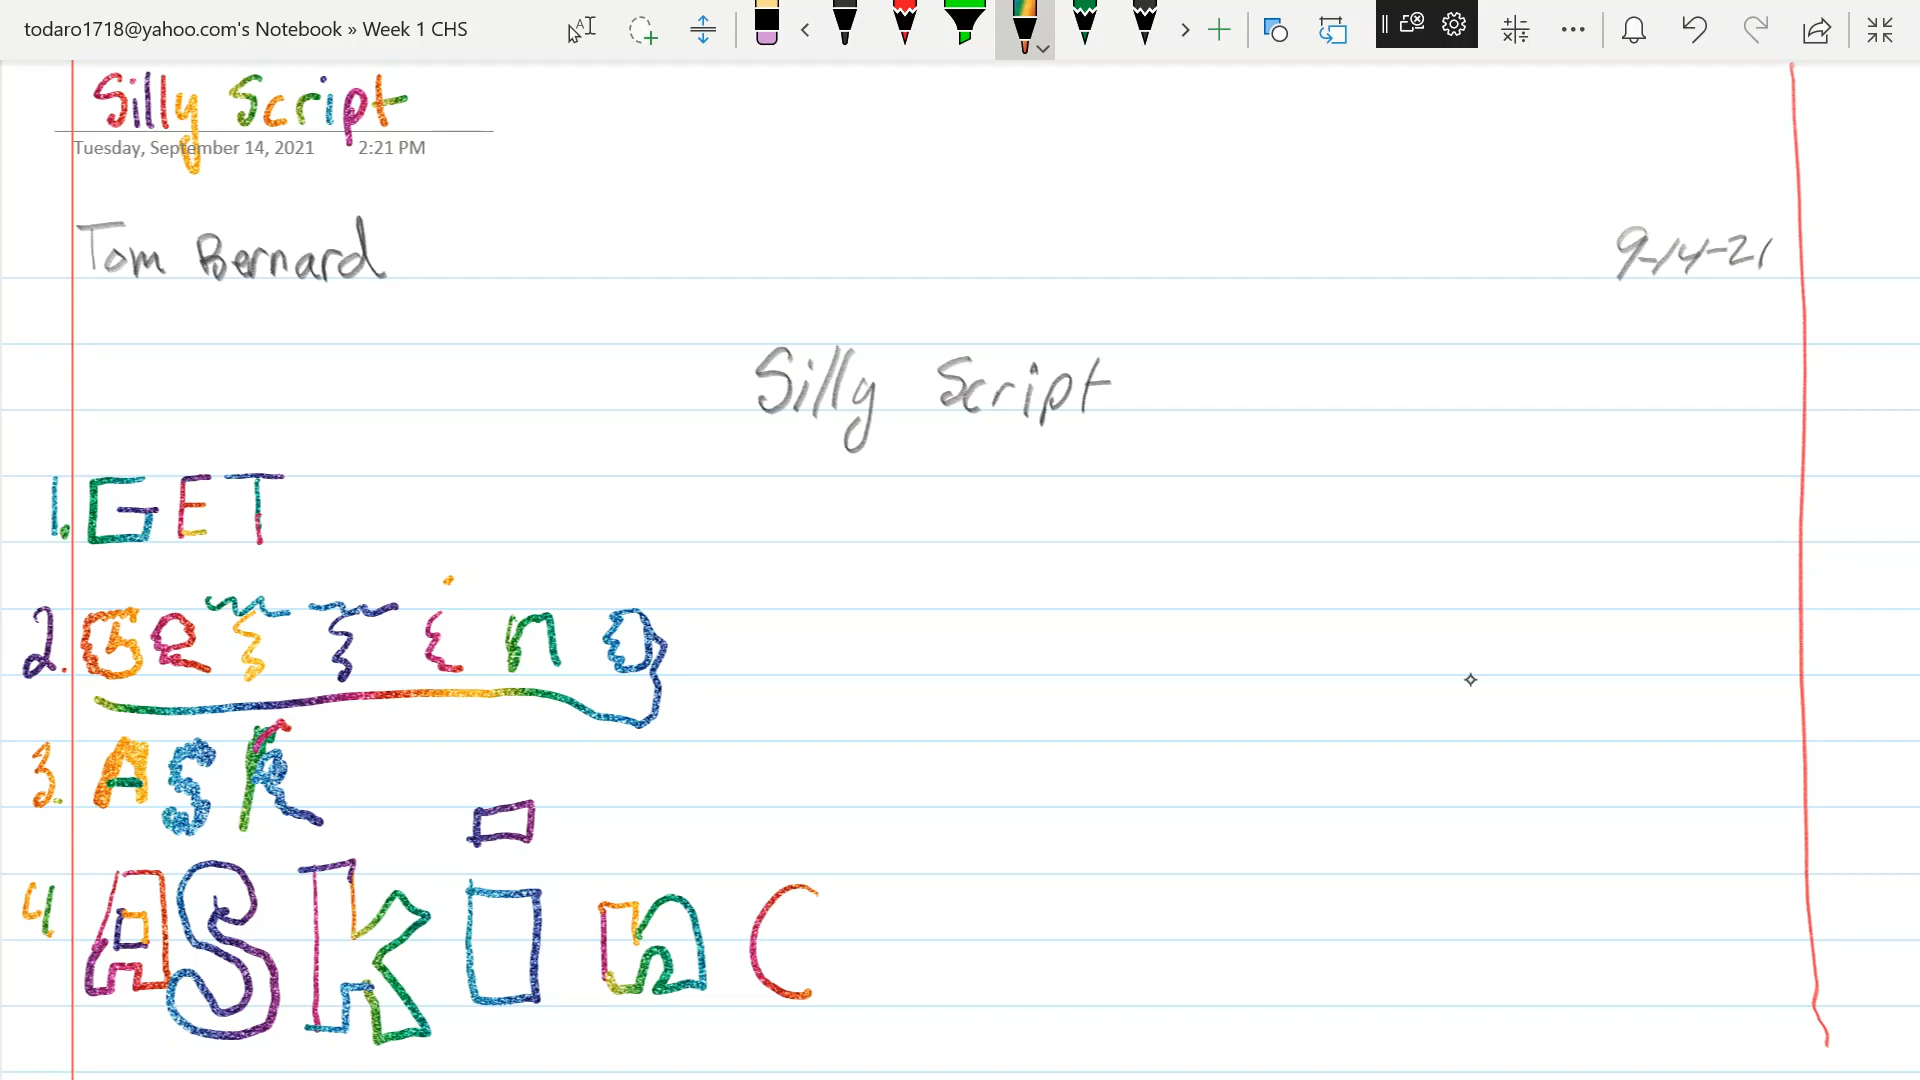 todaro1718@yahoo.com's Notebook » Week 1 CHS
Silly Script
Tuesday, September 14, 2021 2:21 PM
Tom Bernard 9-14-21
Silly Script
1. GET
2. Getting
3. ASK
4 ASKinC